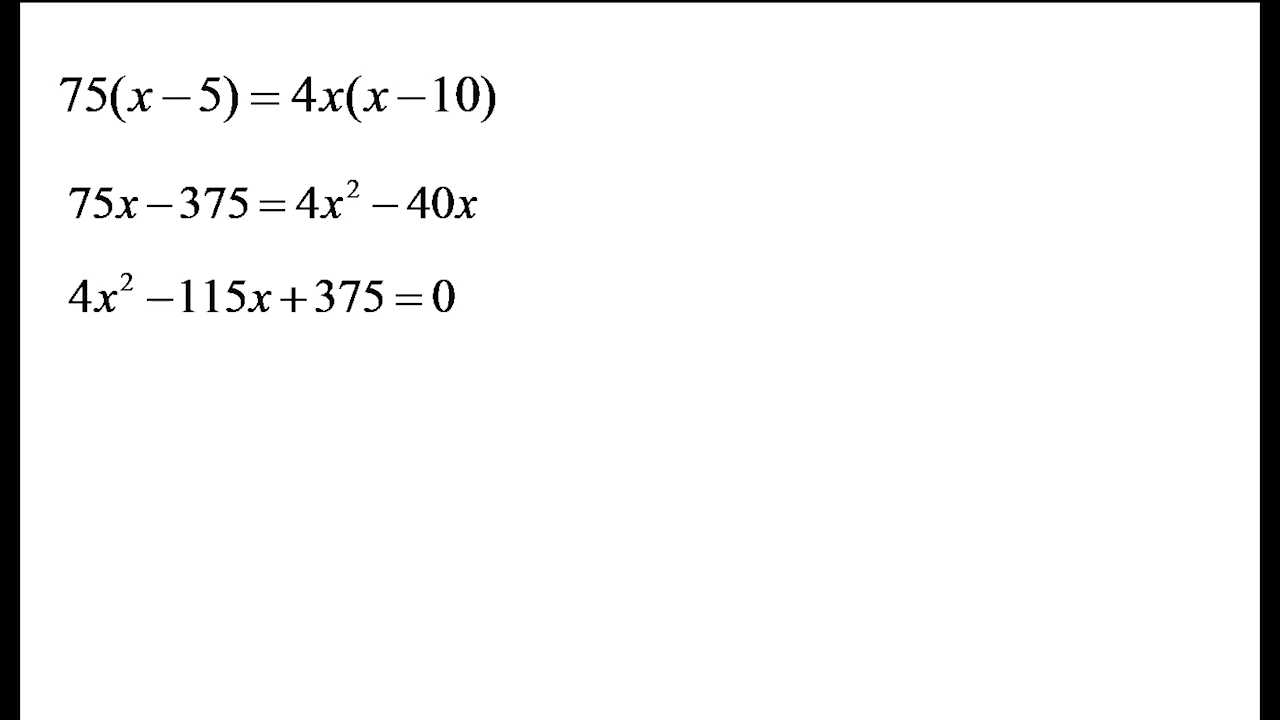 75(x − 5) = 4x(x − 10)
75x − 375 = 4x² − 40x
4x² − 115x + 375 = 0